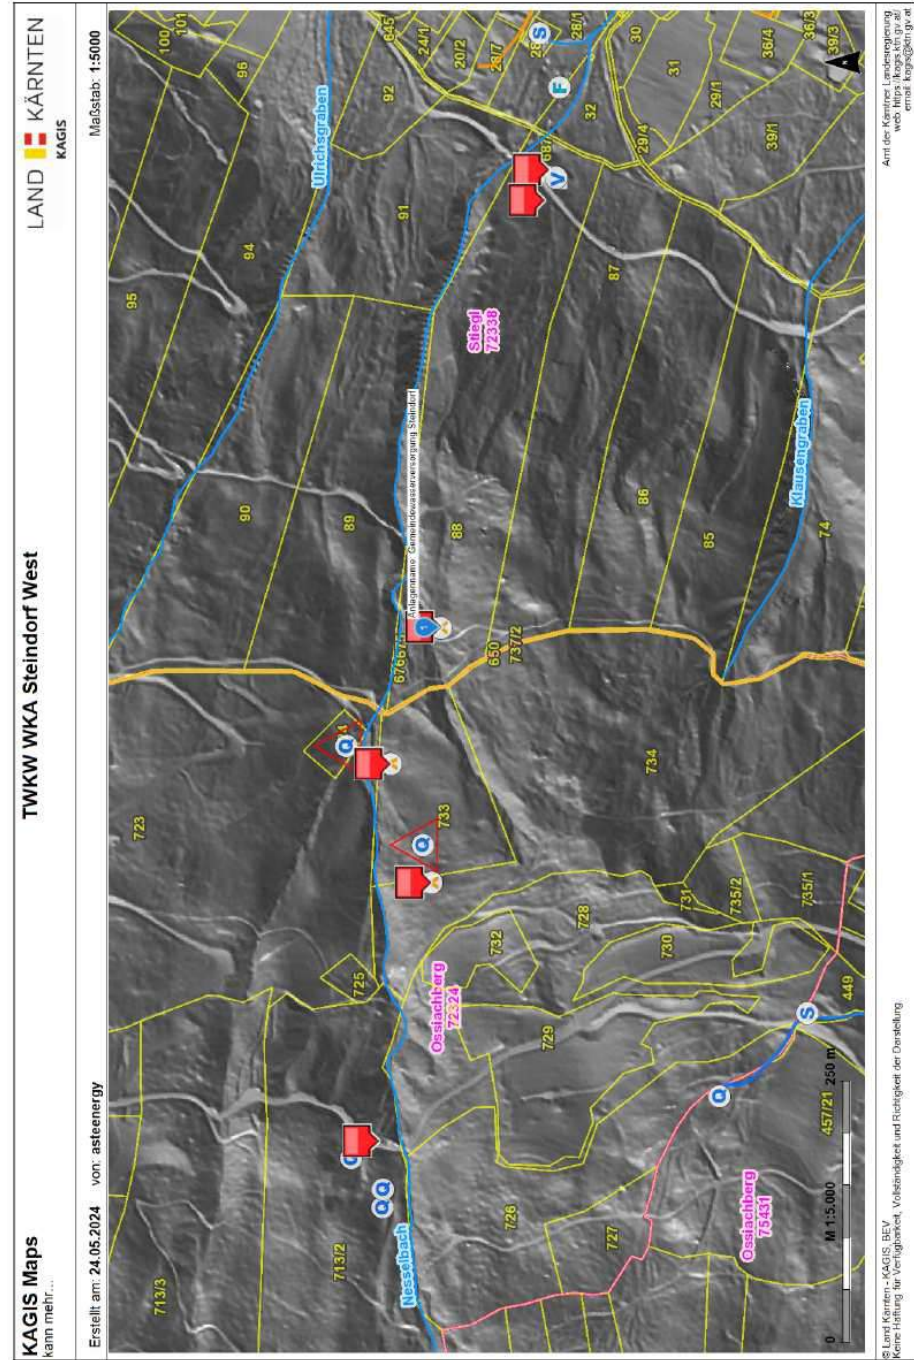 KAGIS Maps
kann mehr...
TWKW WKA Steindorf West
LAND KÄRNTEN
KAGIS
Erstellt am: 24.05.2024 von: asteenergy
Maßstab: 1:5000
713/3
723
95
100
101
96
94
Ulrichsgraben
645
24/1
92
20/2
23/7
28/1
S
713/2
Q
90
89
91
F
30
36/4
36/3
39/3
32
31
29/1
29/4
39/1
725
Q
Q
Q
Nesselbach
Anlagenname: Gemeindewasserversorgung Steindorf
1
733
Q
Ossiachberg
72324
88
Stiegl
72338
V
87
726
732
728
650
737/2
727
729
730
731
734
86
85
735/2
735/1
Klausengraben
74
Ossiachberg
75431
Q
S
449
457/21
0
M 1:5.000
250 m
© Land Kärnten - KAGIS, BEV
Keine Haftung für Verfügbarkeit, Vollständigkeit und Richtigkeit der Darstellung
Amt der Kärntner Landesregierung
web: https://kagis.ktn.gv.at/
email: kagis@ktn.gv.at